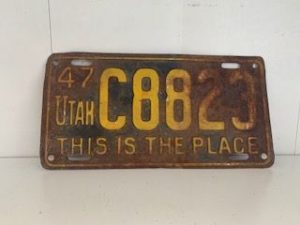 47
UTAH C8823
THIS IS THE PLACE